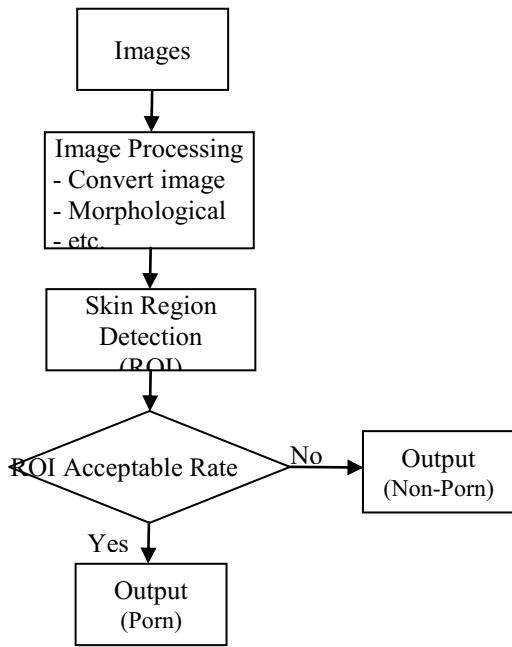 Images
Image Processing
- Convert image
- Morphological
- etc.
Skin Region
Detection
(ROI)
ROI Acceptable Rate
No
Output
(Non-Porn)
Yes
Output
(Porn)